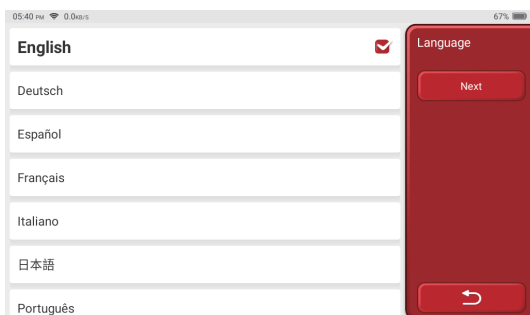 05:40 PM 0.0KB/S 67%
English
Deutsch
Español
Français
Italiano
日本語
Português
Language
Next